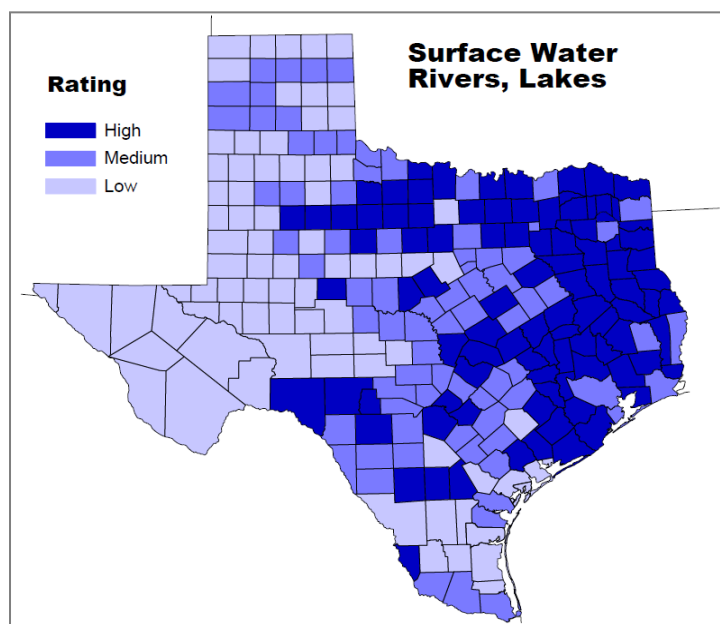 Surface Water
Rivers, Lakes
Rating
High
Medium
Low